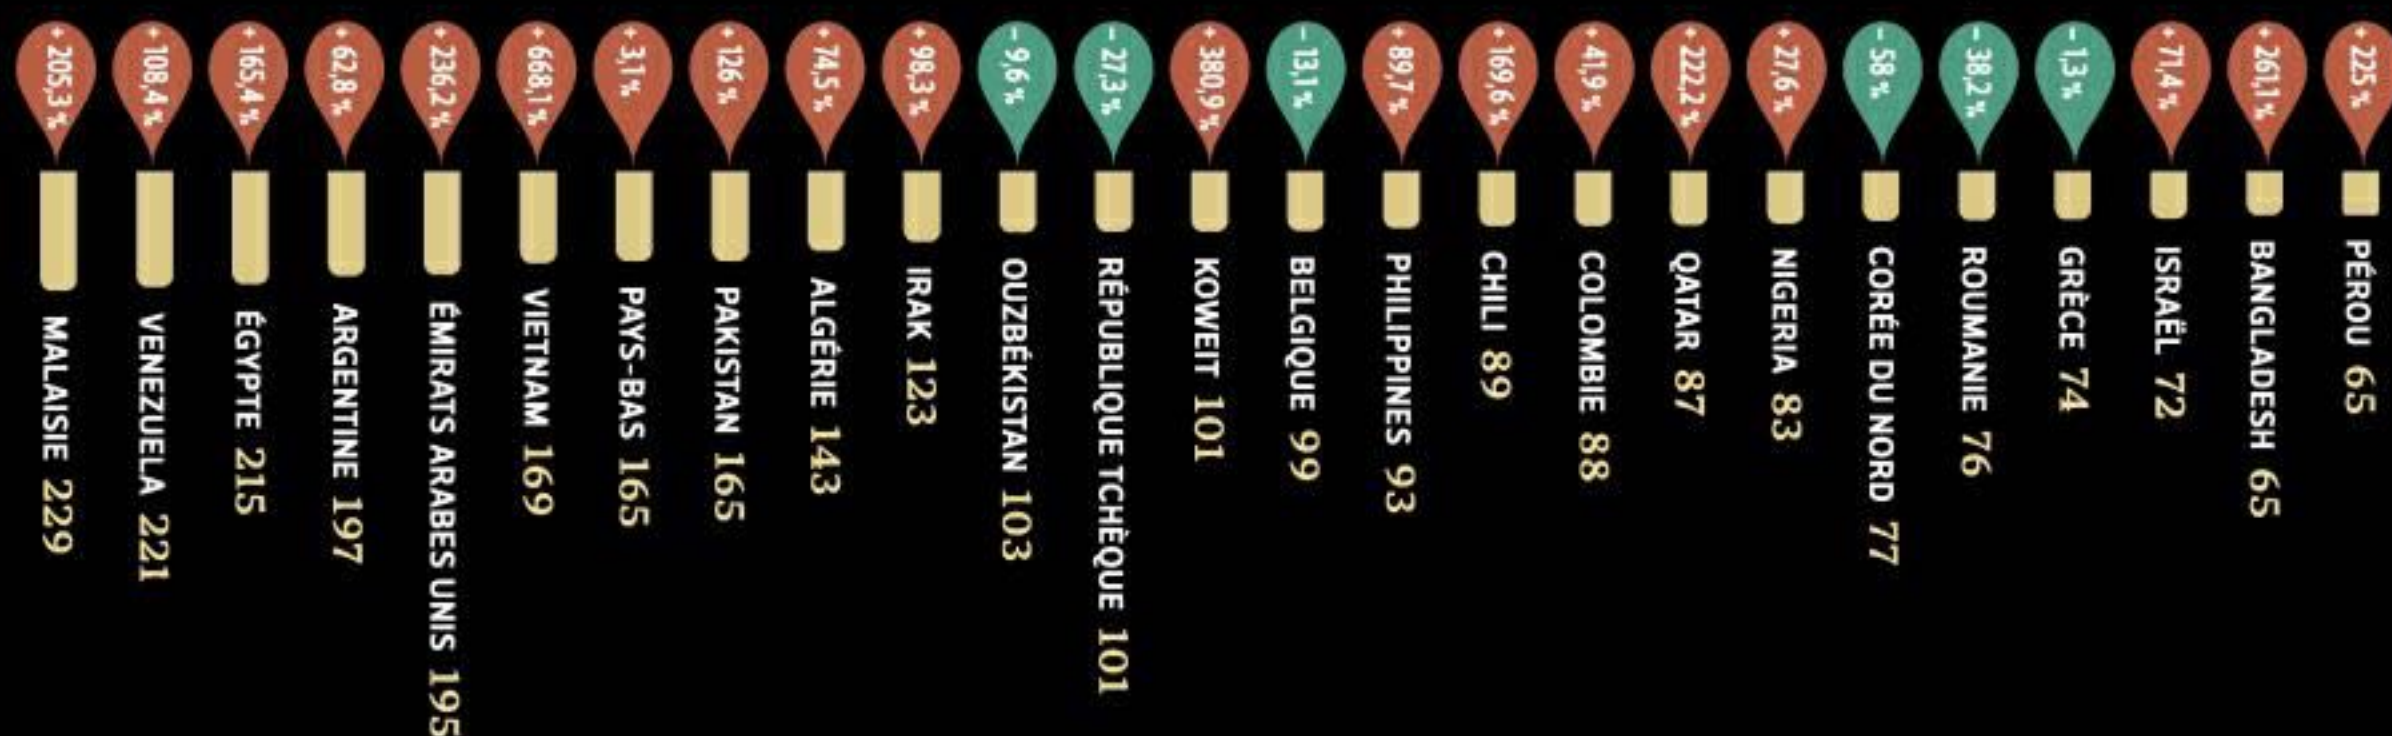 + 205,3 %
MALAISIE 229
+ 108,4 %
VENEZUELA 221
+ 165,4 %
ÉGYPTE 215
+ 62,8 %
ARGENTINE 197
+ 236,2 %
ÉMIRATS ARABES UNIS 195
+ 668,1 %
VIETNAM 169
+ 3,1 %
PAYS-BAS 165
+ 126 %
PAKISTAN 165
+ 74,5 %
ALGÉRIE 143
+ 98,3 %
IRAK 123
- 9,6 %
OUZBÉKISTAN 103
- 27,3 %
RÉPUBLIQUE TCHÈQUE 101
+ 380,9 %
KOWEIT 101
- 13,1 %
BELGIQUE 99
+ 89,7 %
PHILIPPINES 93
+ 169,6 %
CHILI 89
+ 41,9 %
COLOMBIE 88
+ 222,2 %
QATAR 87
+ 27,6 %
NIGERIA 83
- 58 %
CORÉE DU NORD 77
- 38,2 %
ROUMANIE 76
- 1,3 %
GRÈCE 74
+ 71,4 %
ISRAËL 72
+ 261,1 %
BANGLADESH 65
+ 225 %
PÉROU 65